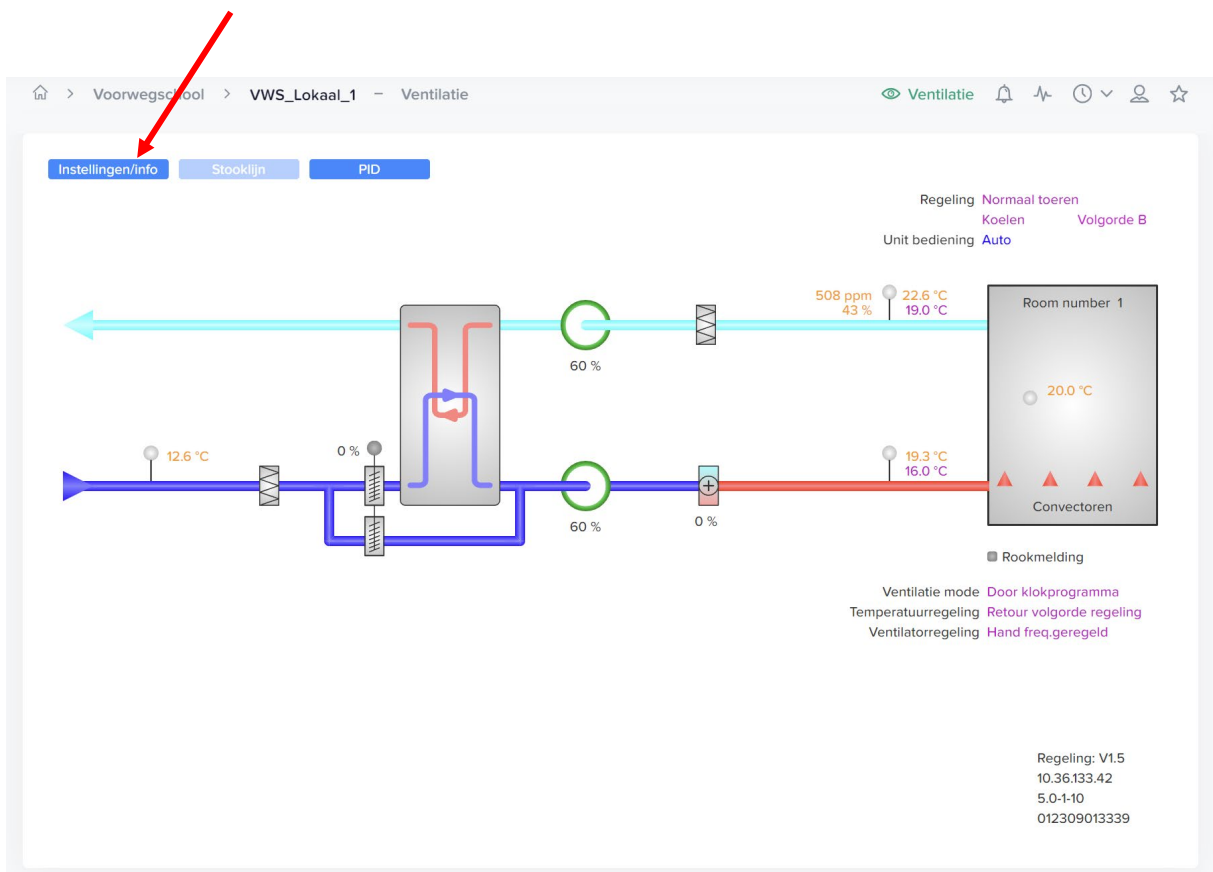 > Voorwegschool > VWS_Lokaal_1 – Ventilatie
Ventilatie
Instellingen/info Stooklijn PID
Regeling Normaal toeren
Koelen Volgorde B
Unit bediening Auto
508 ppm 22.6 °C
43 % 19.0 °C
Room number 1
60 %
20.0 °C
12.6 °C
0 %
19.3 °C
16.0 °C
Convectoren
60 %
0 %
Rookmelding
Ventilatie mode Door klokprogramma
Temperatuurregeling Retour volgorde regeling
Ventilatorregeling Hand freq.geregeld
Regeling: V1.5
10.36.133.42
5.0-1-10
012309013339